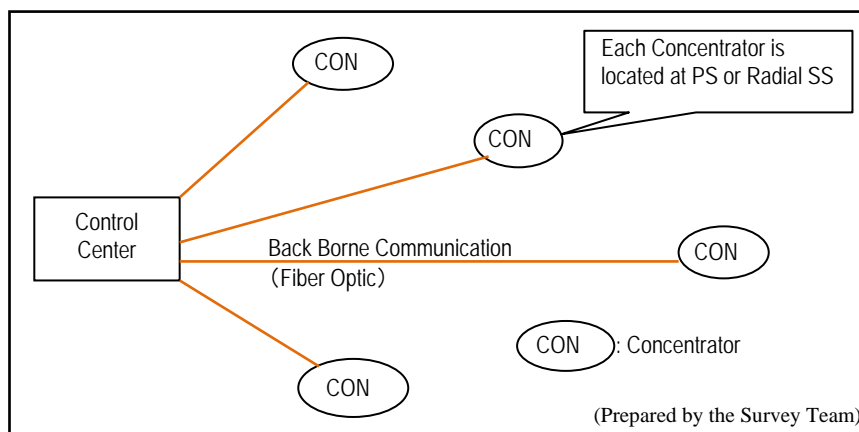 CON
Each Concentrator is
located at PS or Radial SS
CON
Control
Center
Back Borne Communication
（Fiber Optic）
CON
CON : Concentrator
CON
(Prepared by the Survey Team)